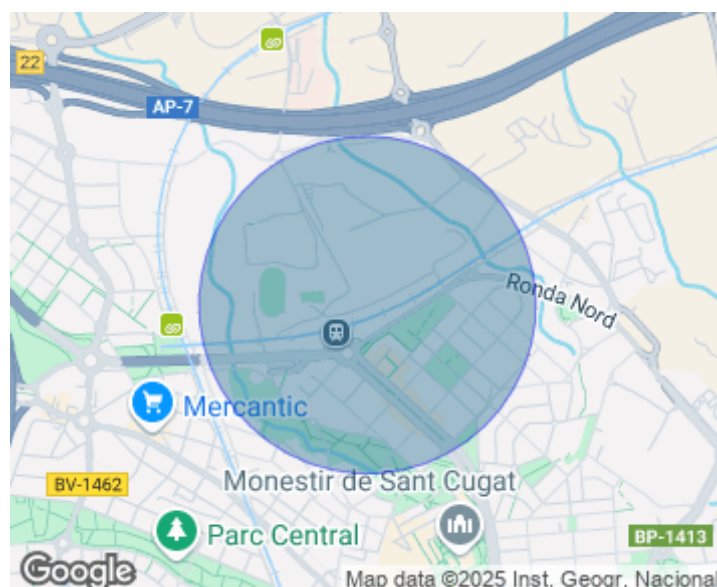 22
AP-7
Ronda Nord
Mercantic
BV-1462
Monestir de Sant Cugat
Parc Central
BP-1413
Google
Map data ©2025 Inst. Geogr. Nacional